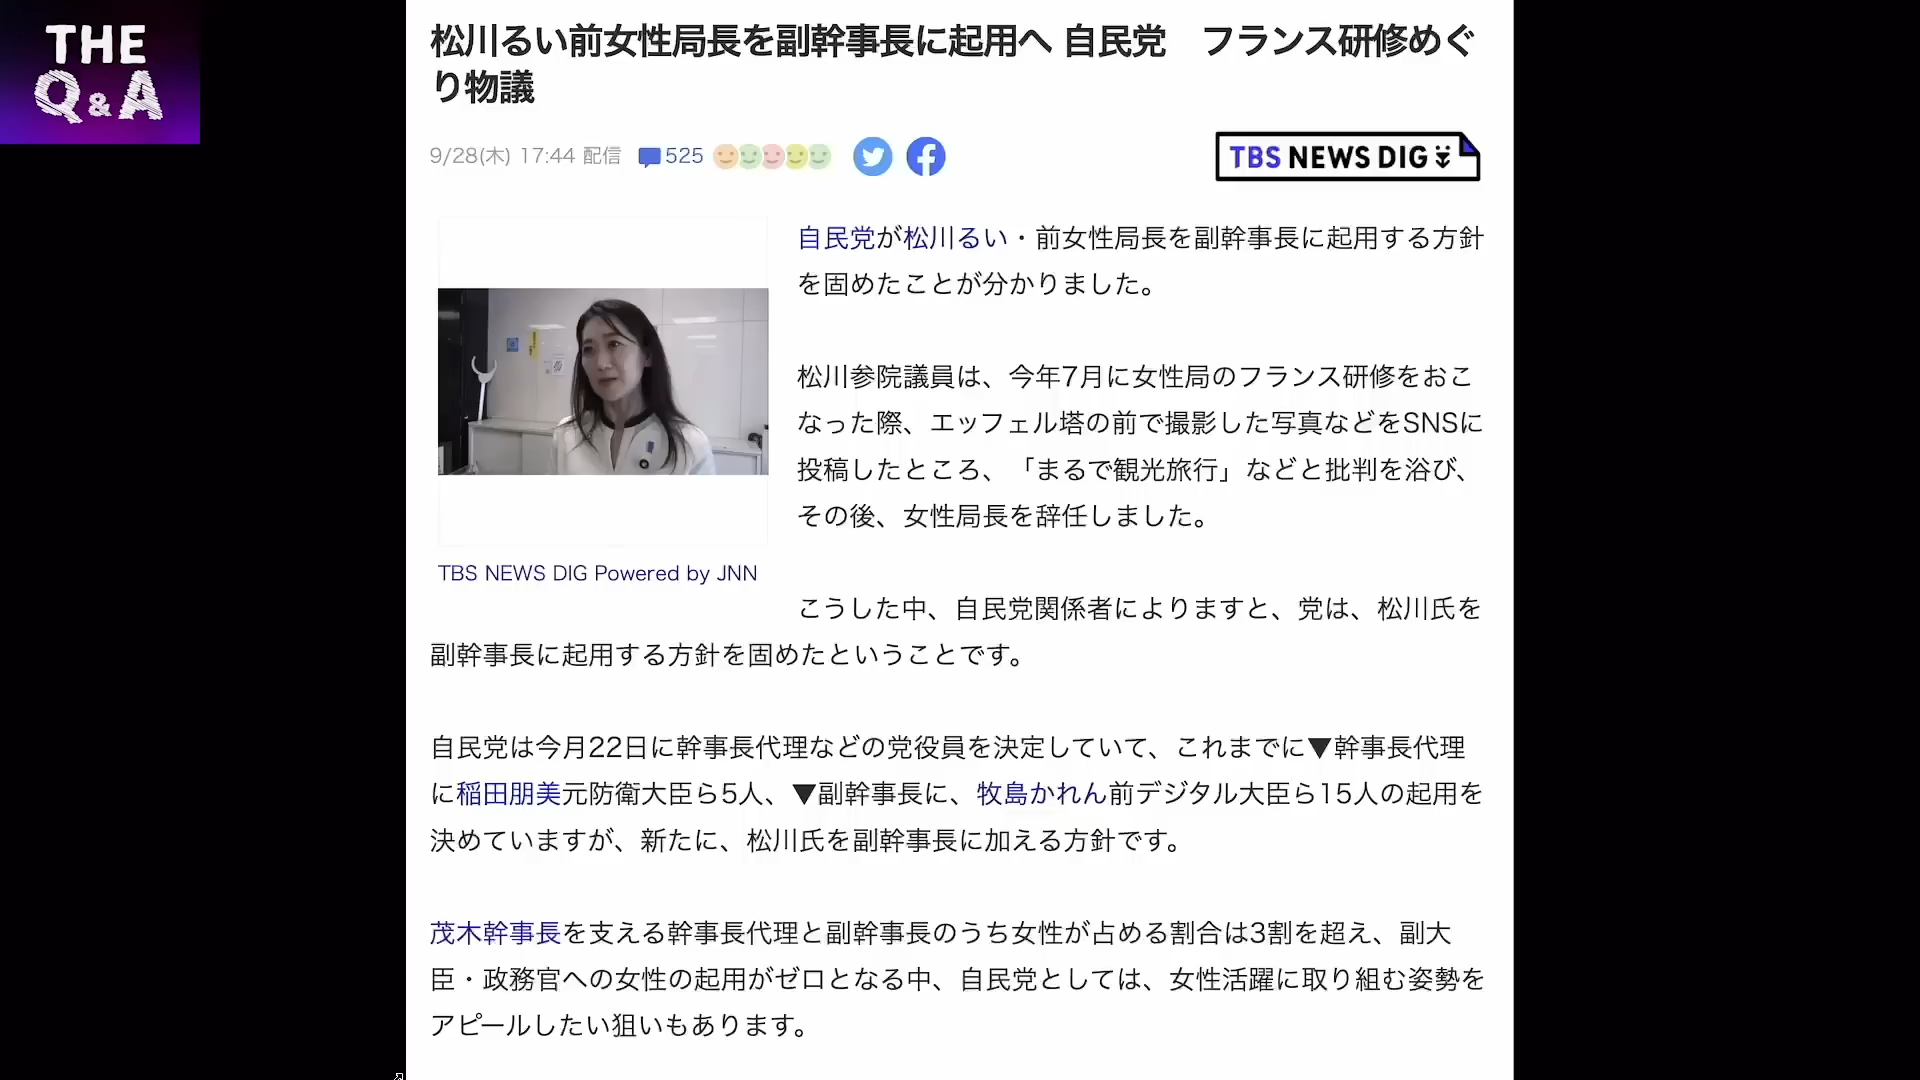 THE
Q&A
松川るい前女性局長を副幹事長に起用へ 自民党　フランス研修めぐ
り物議
9/28(木) 17:44 配信 525
TBS NEWS DIG
自民党が松川るい・前女性局長を副幹事長に起用する方針
を固めたことが分かりました。
松川参院議員は、今年7月に女性局のフランス研修をおこ
なった際、エッフェル塔の前で撮影した写真などをSNSに
投稿したところ、「まるで観光旅行」などと批判を浴び、
その後、女性局長を辞任しました。
TBS NEWS DIG Powered by JNN
こうした中、自民党関係者によりますと、党は、松川氏を
副幹事長に起用する方針を固めたということです。
自民党は今月22日に幹事長代理などの党役員を決定していて、これまでに▼幹事長代理
に稲田朋美元防衛大臣ら5人、▼副幹事長に、牧島かれん前デジタル大臣ら15人の起用を
決めていますが、新たに、松川氏を副幹事長に加える方針です。
茂木幹事長を支える幹事長代理と副幹事長のうち女性が占める割合は3割を超え、副大
臣・政務官への女性の起用がゼロとなる中、自民党としては、女性活躍に取り組む姿勢を
アピールしたい狙いもあります。